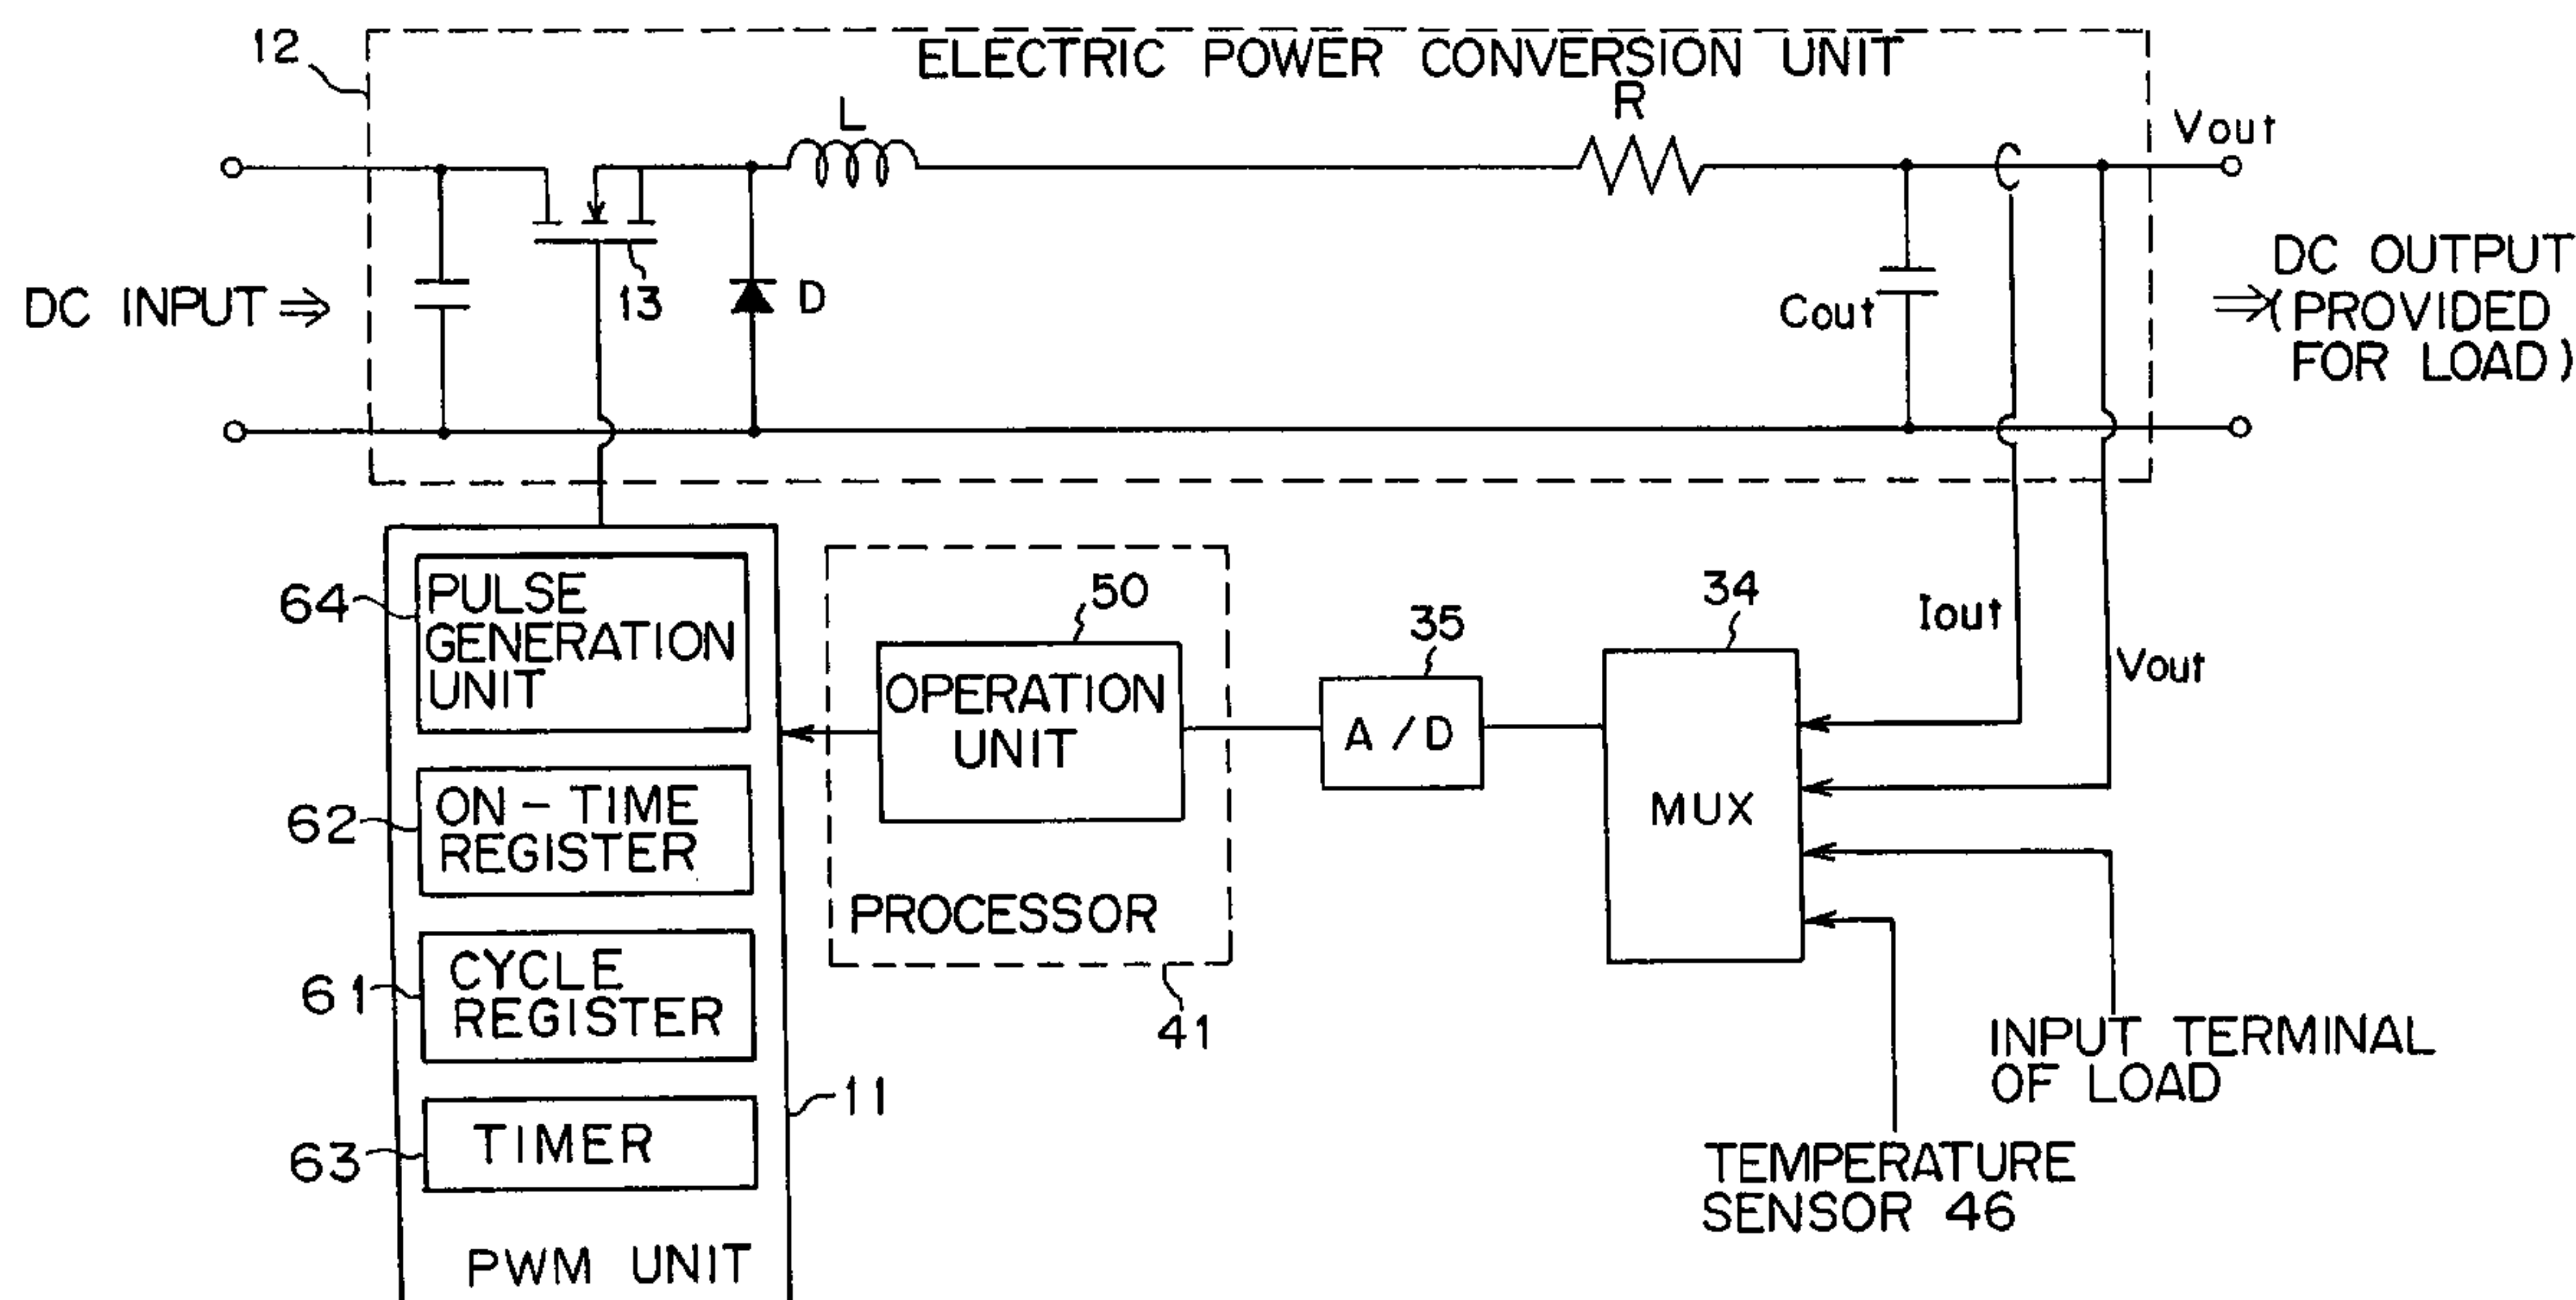 12
ELECTRIC POWER CONVERSION UNIT
L
R
Vout
DC INPUT ⇒
13
D
Cout
DC OUTPUT
⇒(PROVIDED
FOR LOAD)
64
PULSE
GENERATION
UNIT
50
OPERATION
UNIT
35
A/D
34
MUX
Iout
Vout
62
ON-TIME
REGISTER
PROCESSOR
41
61
CYCLE
REGISTER
11
63
TIMER
PWM UNIT
INPUT TERMINAL
OF LOAD
TEMPERATURE
SENSOR 46